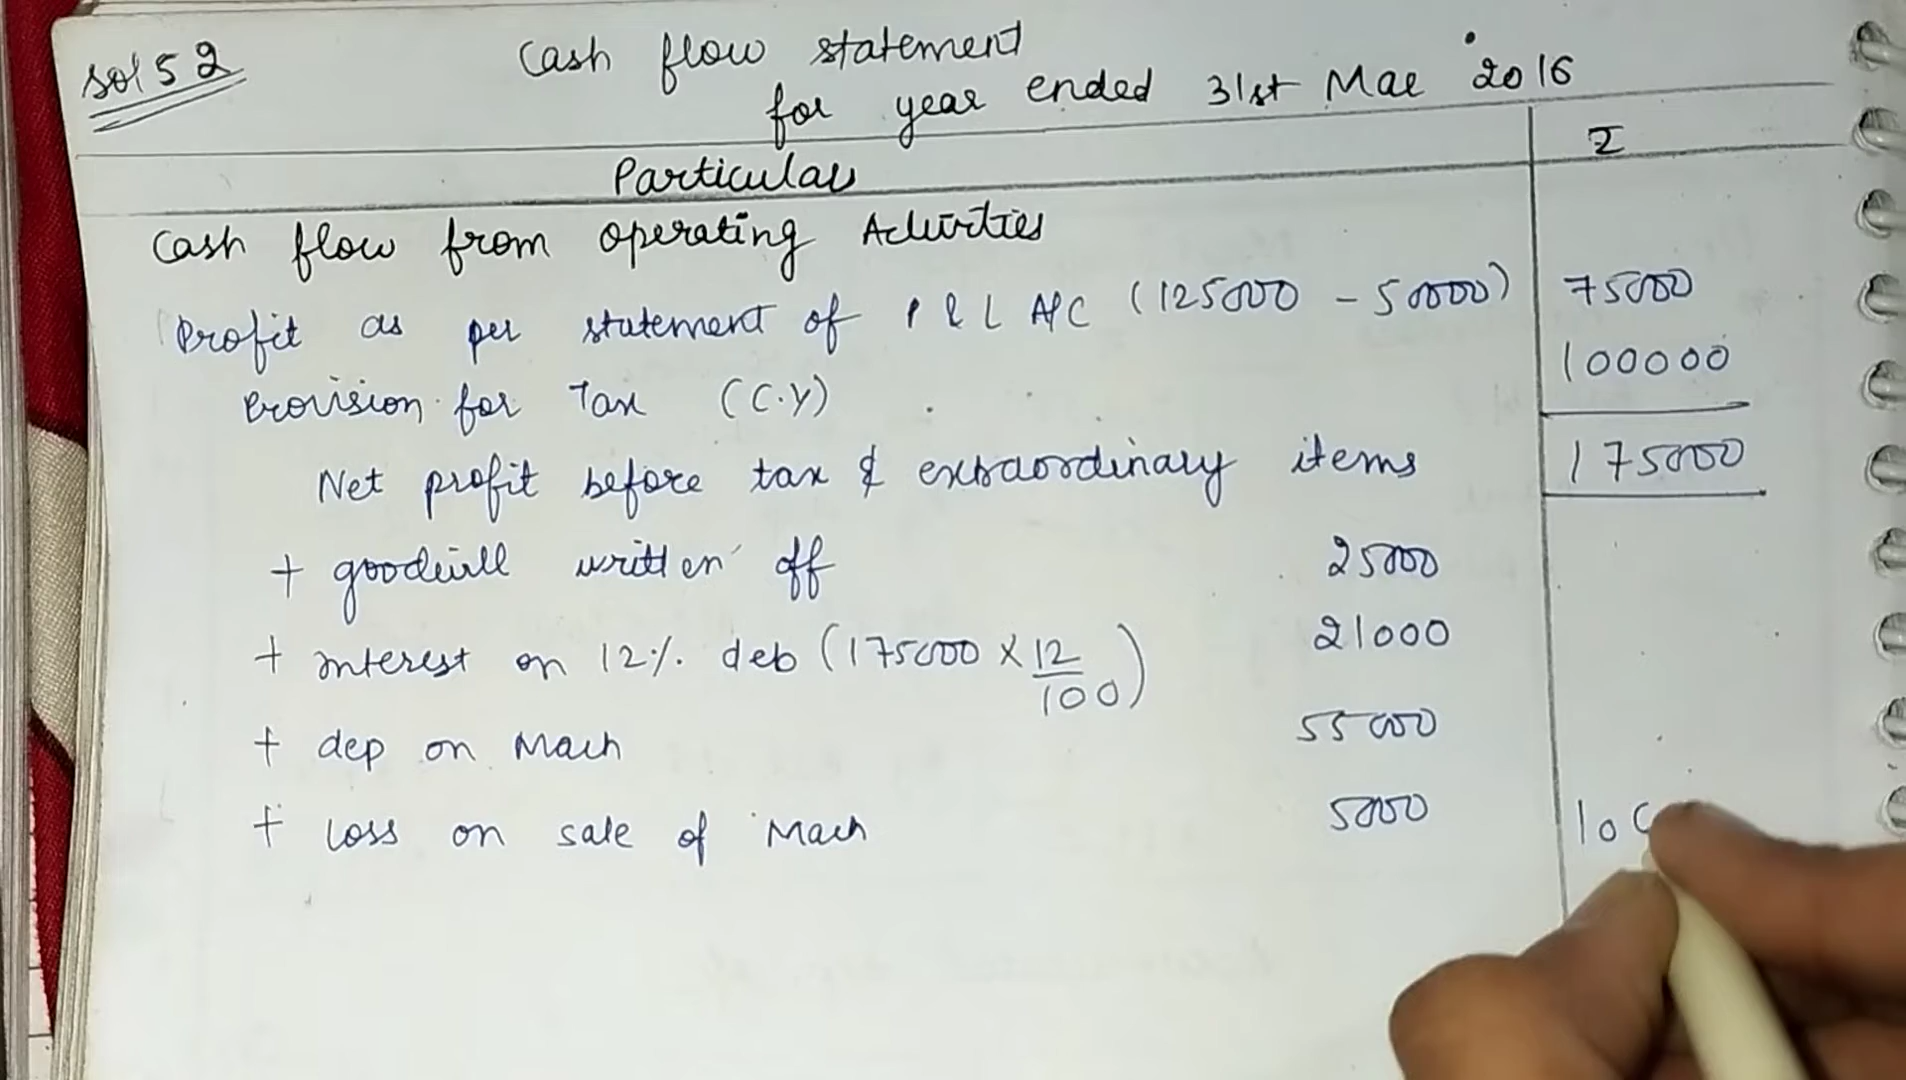 Sol 52
Cash flow statement
for year ended 31st Mar 2016
Particulars ₹
Cash flow from operating Activities
Profit as per statement of P & L A/C (125000 - 50000) 75000
Provision for Tax (C.Y) 100000
Net profit before tax & extraordinary items 175000
+ goodwill written off 25000
+ interest on 12% deb (175000 × 12/100) 21000
+ dep on Mach 55000
+ Loss on sale of Mach 5000 10